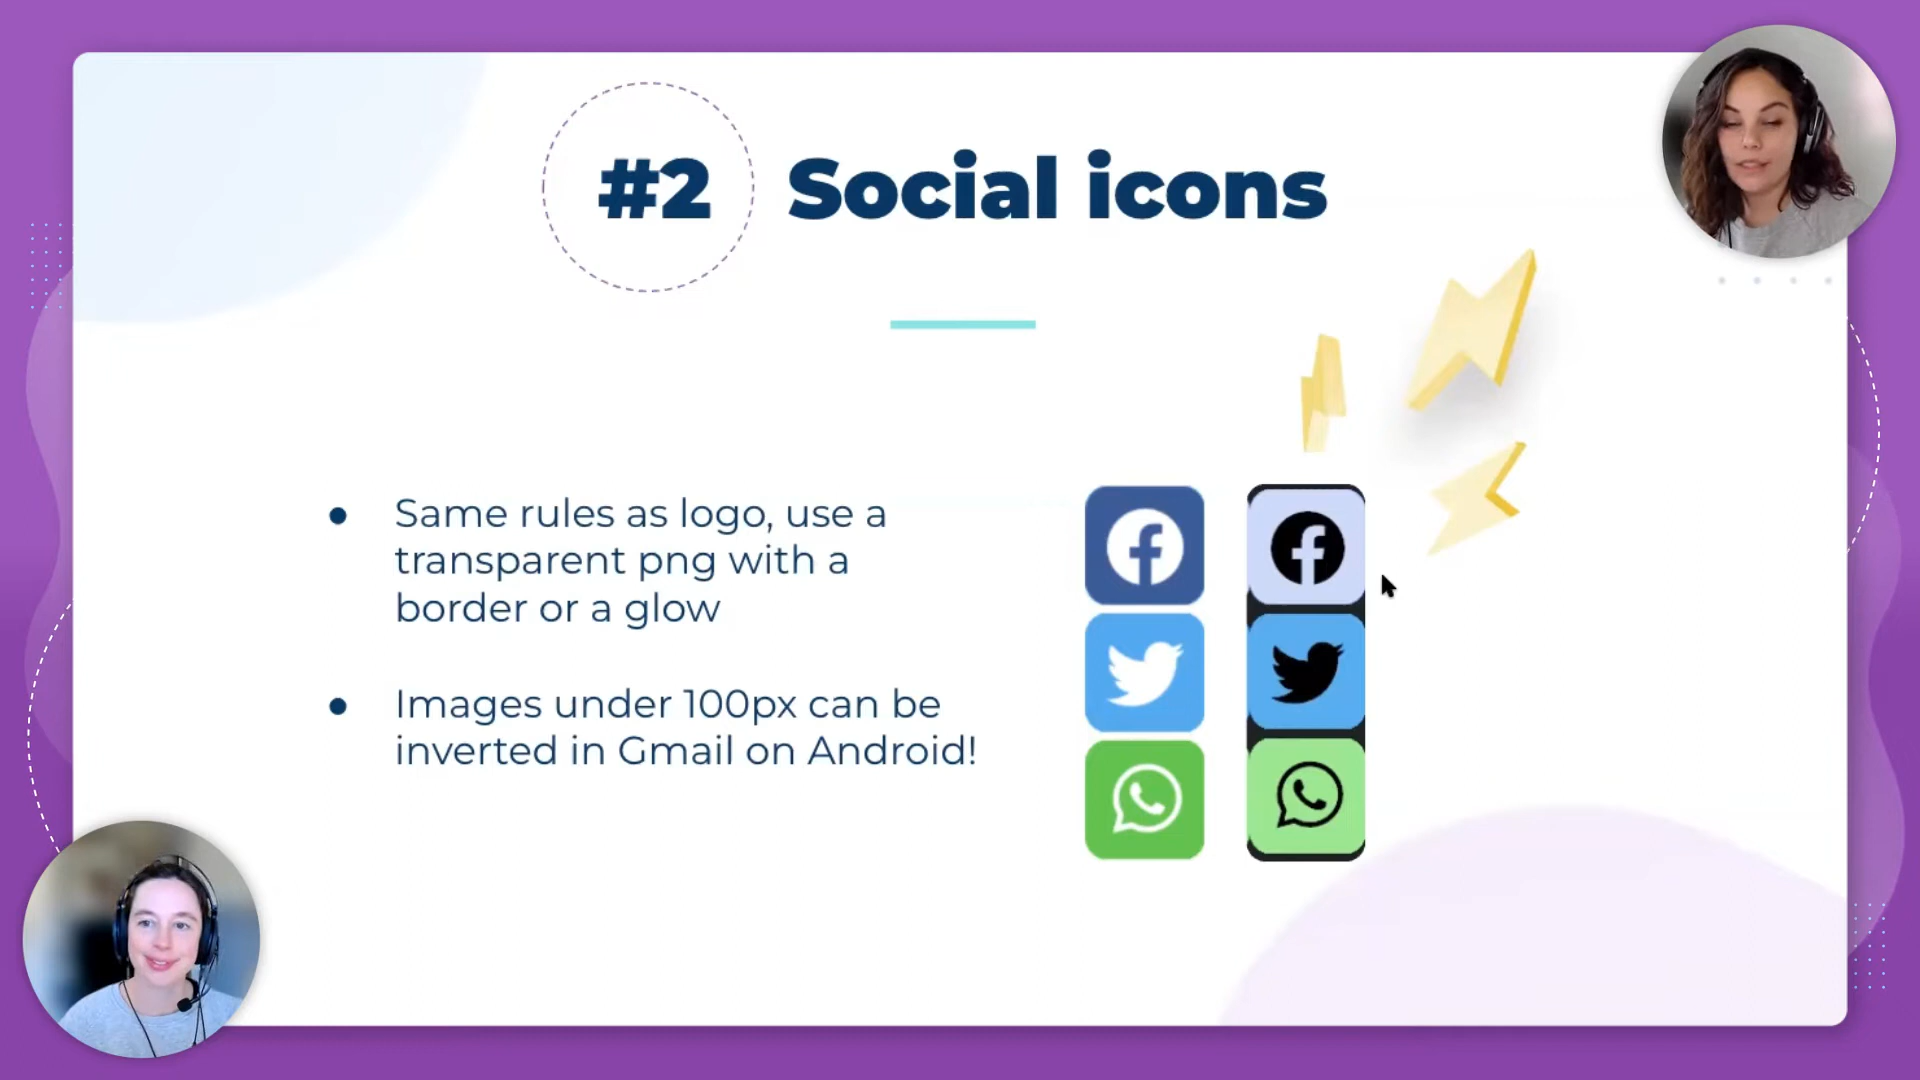 #2 Social icons
Same rules as logo, use a
transparent png with a
border or a glow
Images under 100px can be
inverted in Gmail on Android!